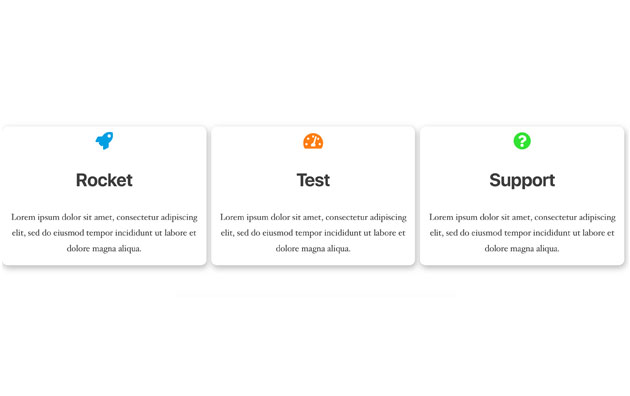 Rocket
Lorem ipsum dolor sit amet, consectetur adipiscing
elit, sed do eiusmod tempor incididunt ut labore et
dolore magna aliqua.
Test
Lorem ipsum dolor sit amet, consectetur adipiscing
elit, sed do eiusmod tempor incididunt ut labore et
dolore magna aliqua.
Support
Lorem ipsum dolor sit amet, consectetur adipiscing
elit, sed do eiusmod tempor incididunt ut labore et
dolore magna aliqua.